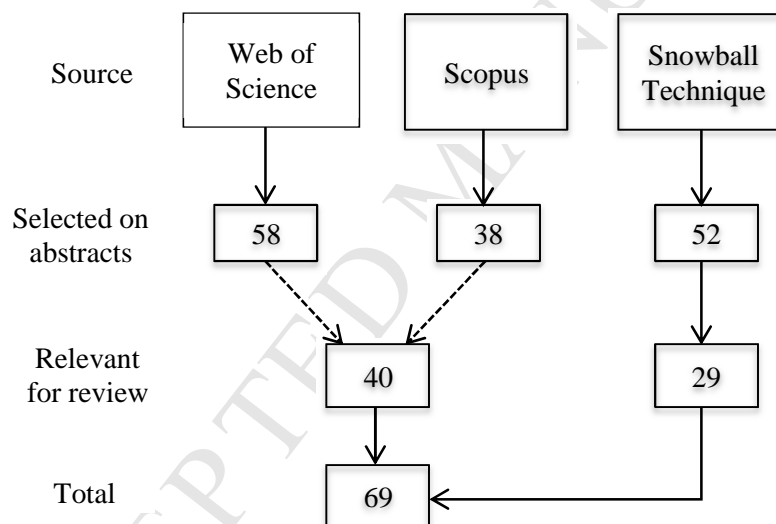 Source
Web of
Science
Scopus
Snowball
Technique
Selected on
abstracts
58
38
52
Relevant
for review
40
29
Total
69